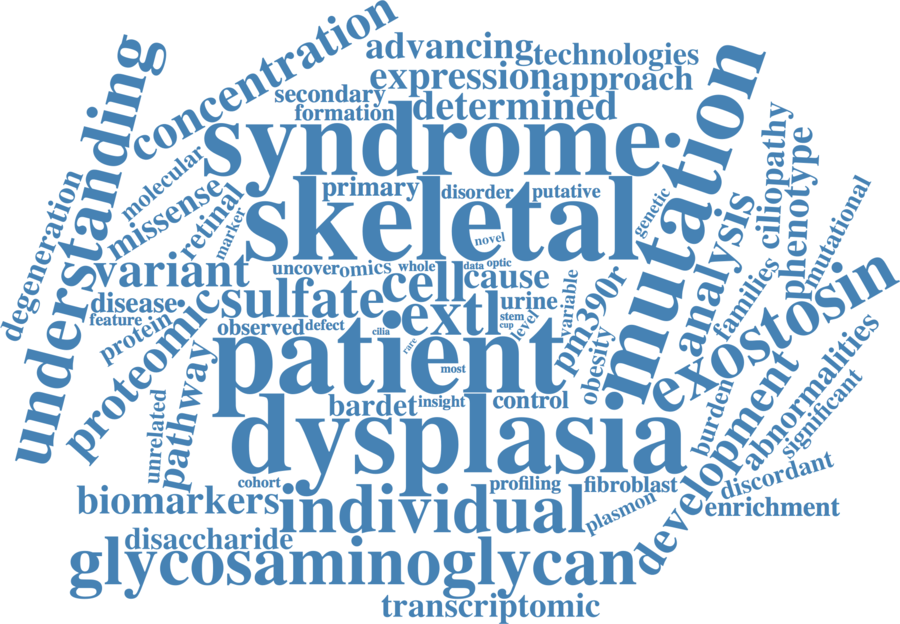 advancing
technologies
concentration
expression
approach
secondary
formation
determined
understanding
syndrome
mutation
molecular
missense
retinal
marker
primary
disorder
putative
skeletal
genetic
ciliopathy
phenotype
mutational
degeneration
novel
variant
uncover
omics
whole
data
optic
cause
cell
analysis
families
disease
feature
protein
proteomic
sulfate
extl
urine
stem
cup
level
variable
ppm390r
obesity
exostosin
observed
defect
cilia
rare
patient
most
unrelated
pathway
bardet
insight
control
burden
development
abnormalities
significant
dysplasia
cohort
profiling
fibroblast
discordant
biomarkers
individual
plasmon
enrichment
disaccharide
glycosaminoglycan
transcriptomic